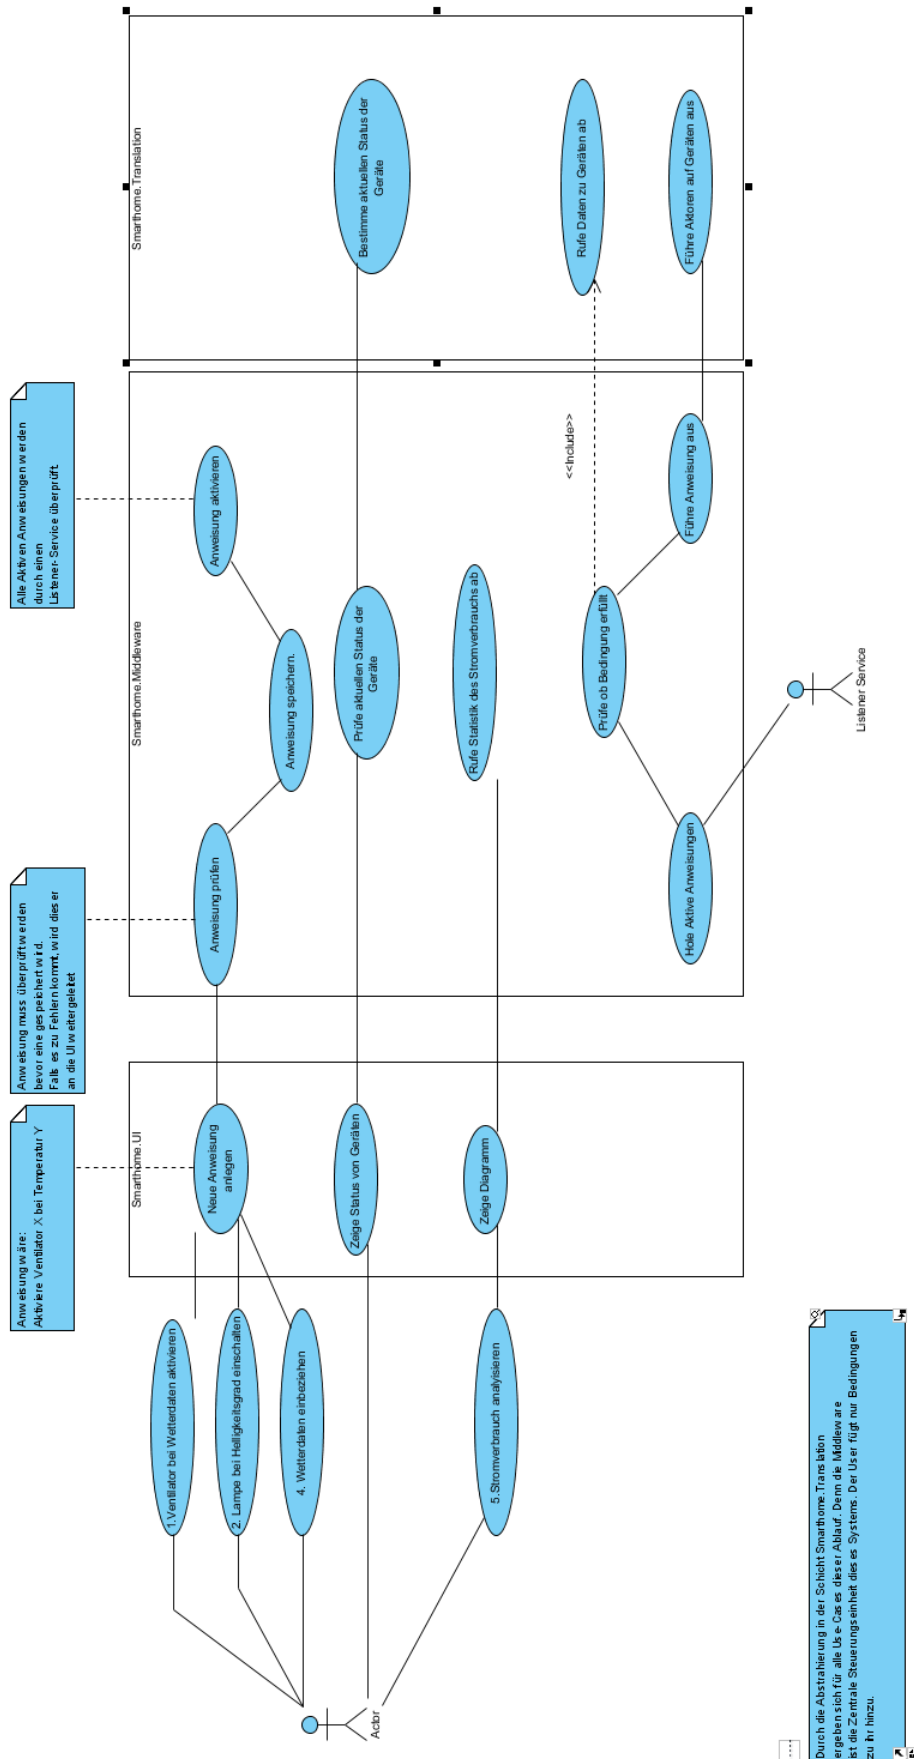 Anweisung wäre:
Aktiviere Ventilator X bei Temperatur Y
Anweisung muss überprüft werden
bevor eine gespeichert wird.
Falls es zu Fehlern kommt, wird dieser
an die UI weitergeleitet
Alle Aktiven Anweisungen werden
durch einen
Listener-Service überprüft.
Smarthome.UI
Smarthome.Middleware
Smarthome.Translation
1.Ventilator bei Wetterdaten aktivieren
2. Lampe bei Helligkeitsgrad einschalten
4. Wetterdaten einbeziehen
5.Stromverbrauch analyisieren
Actor
Neue Anweisung
anlegen
Zeige Status von Geräten
Zeige Diagramm
Anweisung prüfen
Anweisung speichern.
Anweisung aktivieren
Prüfe aktuellen Status der
Geräte
Rufe Statistik des Stromverbrauchs ab
Prüfe ob Bedingung erfüllt
Hole Aktive Anweisungen
Führe Anweisung aus
<<Include>>
Bestimme aktuellen Status der
Geräte
Rufe Daten zu Geräten ab
Führe Aktoren auf Geräten aus
Listener Service
Durch die Abstrahierung in der Schicht Smarthome.Translation
ergeben sich für alle Use-Cases dieser Ablauf. Denn die Middleware
ist die Zentrale Steuerungseinheit dieses Systems. Der User fügt nur Bedingungen
zu ihr hinzu.